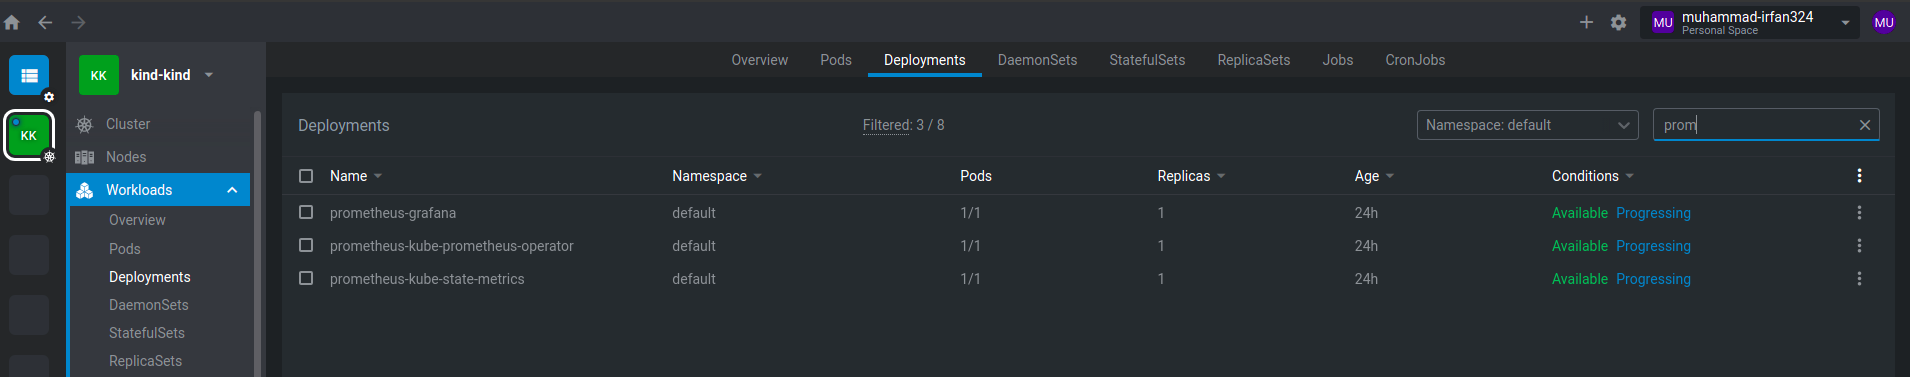 MU muhammad-irfan324 MU
Personal Space
KK kind-kind
Overview Pods Deployments DaemonSets StatefulSets ReplicaSets Jobs CronJobs
KK
Cluster
Nodes
Workloads
Overview
Pods
Deployments
DaemonSets
StatefulSets
ReplicaSets
Deployments Filtered: 3 / 8 Namespace: default prom
Name Namespace Pods Replicas Age Conditions
prometheus-grafana default 1/1 1 24h Available Progressing
prometheus-kube-prometheus-operator default 1/1 1 24h Available Progressing
prometheus-kube-state-metrics default 1/1 1 24h Available Progressing